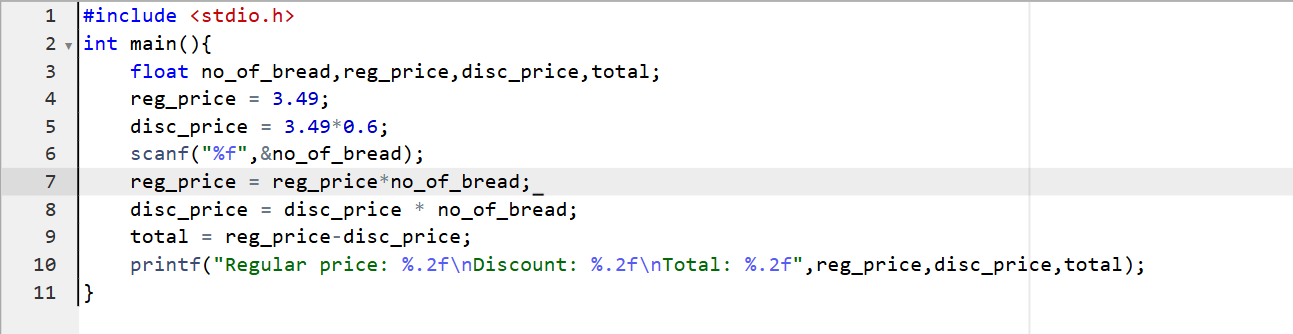 1 #include <stdio.h>
2 int main(){
3 float no_of_bread,reg_price,disc_price,total;
4 reg_price = 3.49;
5 disc_price = 3.49*0.6;
6 scanf("%f",&no_of_bread);
7 reg_price = reg_price*no_of_bread;_
8 disc_price = disc_price * no_of_bread;
9 total = reg_price-disc_price;
10 printf("Regular price: %.2f\nDiscount: %.2f\nTotal: %.2f",reg_price,disc_price,total);
11 }